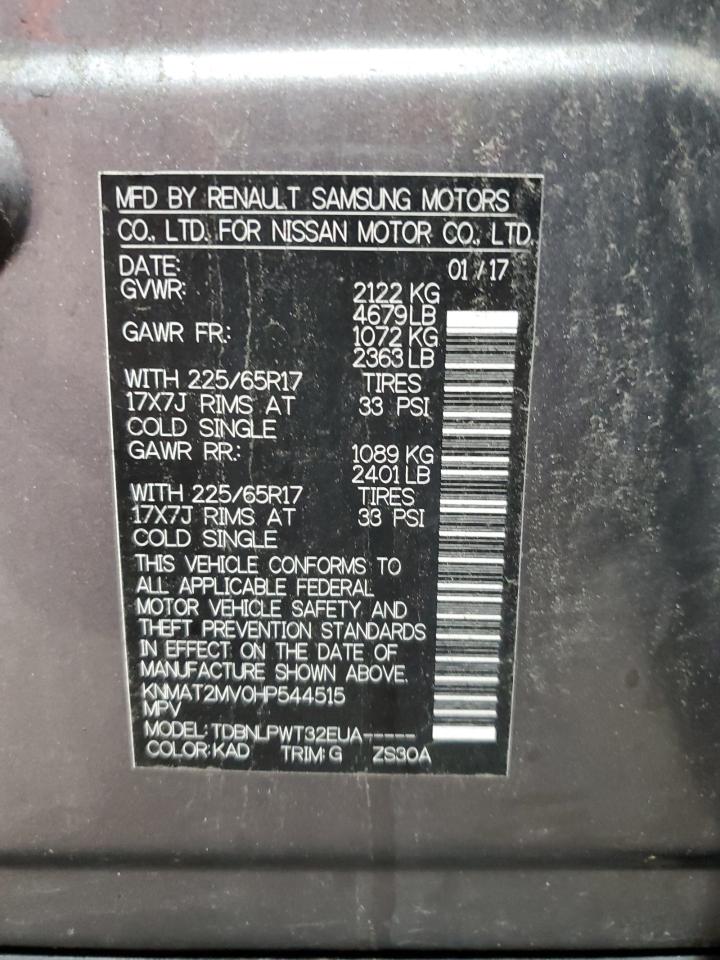 MFD BY RENAULT SAMSUNG MOTORS
CO., LTD. FOR NISSAN MOTOR CO., LTD.
DATE: 01 / 17
GVWR: 2122 KG
4679 LB
GAWR FR.: 1072 KG
2363 LB
WITH 225/65R17 TIRES
17X7J RIMS AT 33 PSI
COLD SINGLE
GAWR RR.: 1089 KG
2401 LB
WITH 225/65R17 TIRES
17X7J RIMS AT 33 PSI
COLD SINGLE
THIS VEHICLE CONFORMS TO
ALL APPLICABLE FEDERAL
MOTOR VEHICLE SAFETY AND
THEFT PREVENTION STANDARDS
IN EFFECT ON THE DATE OF
MANUFACTURE SHOWN ABOVE.
KNMAT2MV0HP544515
MPV
MODEL: TDBNLPWT32EUA-----
COLOR: KAD TRIM: G ZS30A